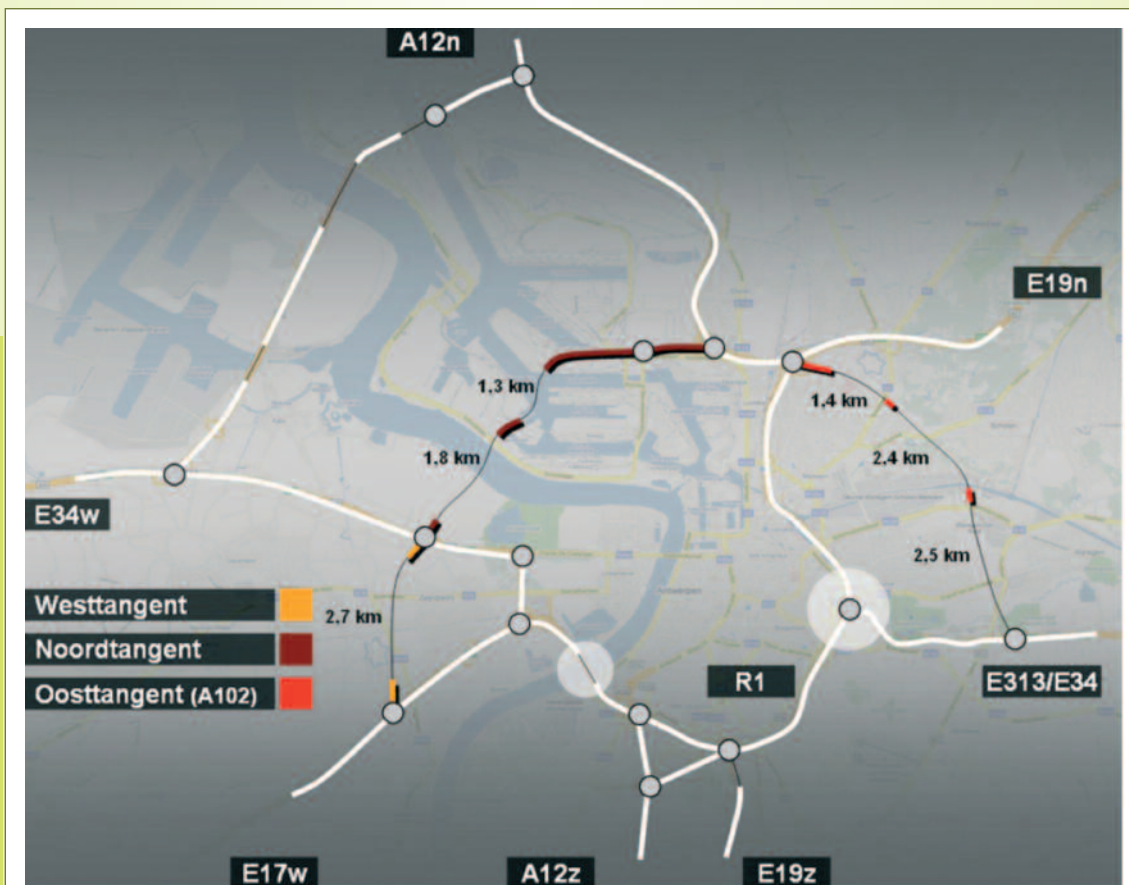 A12n
E19n
1,3 km
1,4 km
1,8 km
2,4 km
E34w
2,5 km
Westtangent
2,7 km
Noordtangent
Oosttangent (A102)
R1
E313/E34
E17w
A12z
E19z
Antwerpen